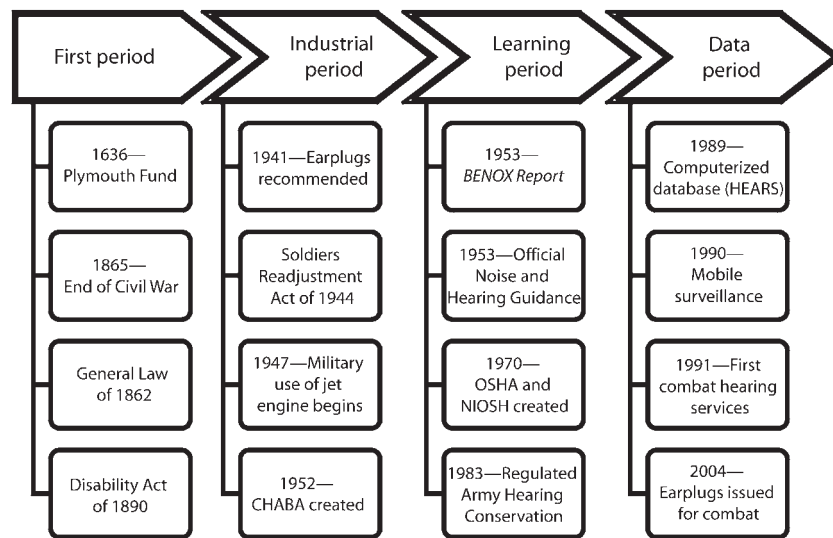 First period
1636—
Plymouth Fund
1865—
End of Civil War
General Law
of 1862
Disability Act
of 1890
Industrial
period
1941—Earplugs
recommended
Soldiers
Readjustment
Act of 1944
1947—Military
use of jet
engine begins
1952—
CHABA created
Learning
period
1953—
BENOX Report
1953—Official
Noise and
Hearing Guidance
1970—
OSHA and
NIOSH created
1983—Regulated
Army Hearing
Conservation
Data
period
1989—
Computerized
database (HEARS)
1990—
Mobile
surveillance
1991—First
combat hearing
services
2004—
Earplugs issued
for combat